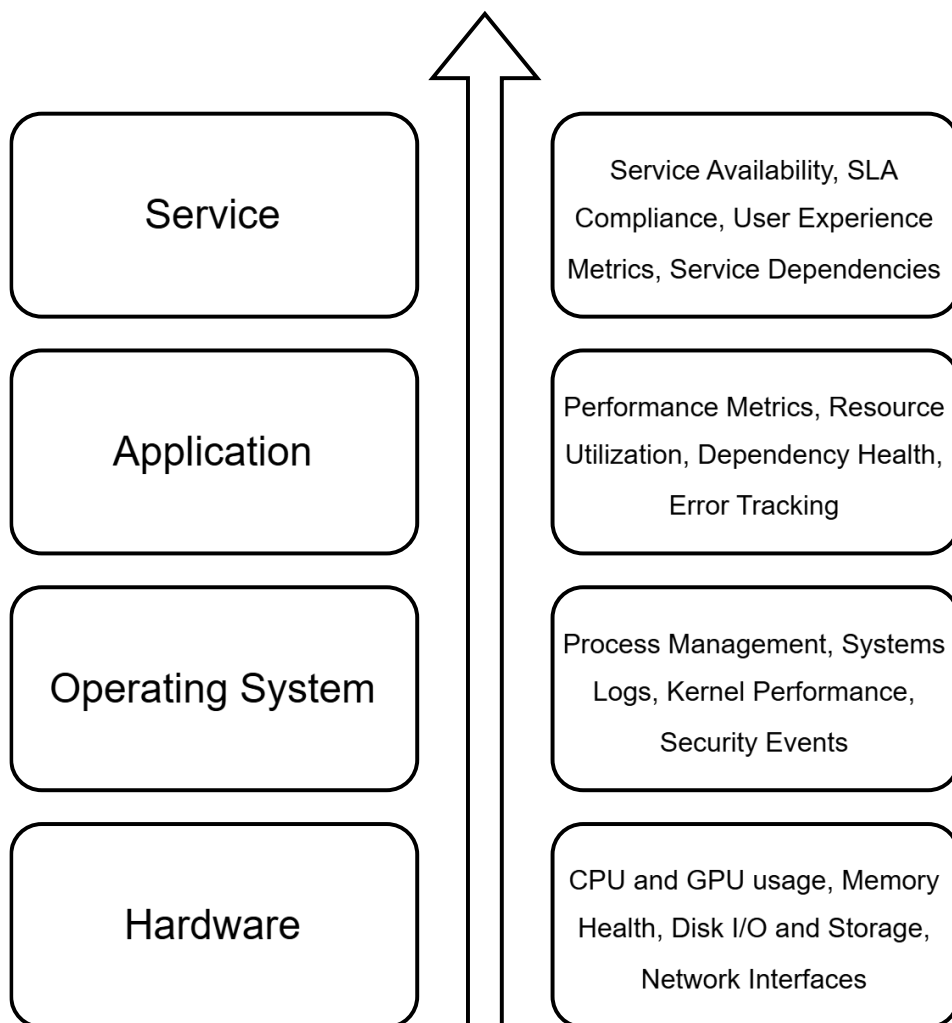 Service
Service Availability, SLA
Compliance, User Experience
Metrics, Service Dependencies
Application
Performance Metrics, Resource
Utilization, Dependency Health,
Error Tracking
Operating System
Process Management, Systems
Logs, Kernel Performance,
Security Events
Hardware
CPU and GPU usage, Memory
Health, Disk I/O and Storage,
Network Interfaces